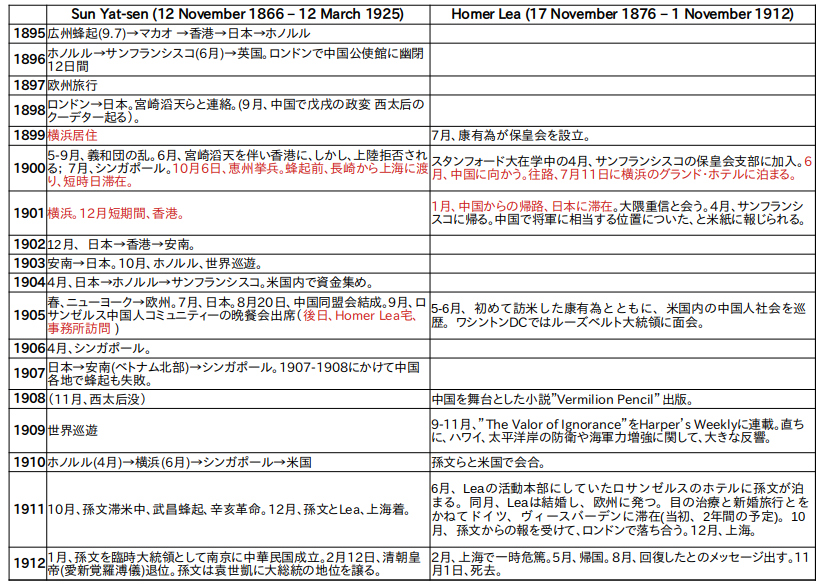 Sun Yat-sen (12 November 1866 – 12 March 1925) Homer Lea (17 November 1876 – 1 November 1912)
1895 広州蜂起(9.7)→マカオ →香港→日本→ホノルル
1896 ホノルル→サンフランシスコ(6月)→英国。ロンドンで中国公使館に幽閉
12日間
1897 欧州旅行
1898 ロンドン→日本。宮崎滔天らと連絡。(9月、中国で戊戌の政変 西太后の
クーデター起る)。
1899 横浜居住 7月、康有為が保皇会を設立。
1900 5-9月、義和団の乱。6月、宮崎滔天を伴い香港に、しかし、上陸拒否され
る; 7月、シンガポール。10月6日、恵州挙兵。蜂起前、長崎から上海に渡
り、短時日滞在。
スタンフォード大在学中の4月、サンフランシスコの保皇会支部に加入。6
月、中国に向かう。往路、7月11日に横浜のグランド・ホテルに泊まる。
1901 横浜。12月短期間、香港。
1月、中国からの帰路、日本に滞在。大隈重信と会う。4月、サンフランシ
スコに帰る。中国で将軍に相当する位置についた、と米紙に報じられる。
1902 12月、 日本→香港→安南。
1903 安南→日本。10月、ホノルル、世界巡遊。
1904 4月、日本→ホノルル→サンフランシスコ。米国内で資金集め。
1905 春、ニューヨーク→欧州。7月、日本。8月20日、中国同盟会結成。9月、ロ
サンゼルス中国人コミュニティーの晩餐会出席(後日、Homer Lea宅、
事務所訪問 )
5-6月、 初めて訪米した康有為とともに、 米国内の中国人社会を巡
歴。 ワシントンDCではルーズベルト大統領に面会。
1906 4月、シンガポール。
1907 日本→安南(ベトナム北部)→シンガポール。1907-1908にかけて中国
各地で蜂起も失敗。
1908 (11月、西太后没) 中国を舞台とした小説”Vermilion Pencil”出版。
1909 世界巡遊
9-11月、”The Valor of Ignorance”をHarper’s Weeklyに連載。直ち
に、ハワイ、太平洋岸の防衛や海軍力増強に関して、大きな反響。
1910 ホノルル(4月)→横浜(6月)→シンガポール→米国 孫文らと米国で会合。
1911 10月、孫文滞米中、武昌蜂起、辛亥革命。12月、孫文とLea、上海着。
6月、 Leaの活動本部にしていたロサンゼルスのホテルに孫文が泊
まる。 同月、Leaは結婚し、 欧州に発つ。 目の治療と新婚旅行とを
かねてドイツ、 ヴィースバーデンに滞在(当初、2年間の予定)。 10
月、 孫文からの報を受けて、ロンドンで落ち合う。12月、上海。
1912 1月、孫文を臨時大統領として南京に中華民国成立。2月12日、清朝皇
帝(愛新覚羅溥儀)退位。孫文は袁世凱に大総統の地位を譲る。
2月、上海で一時危篤。5月、帰国。8月、回復したとのメッセージ出す。11
月1日、死去。